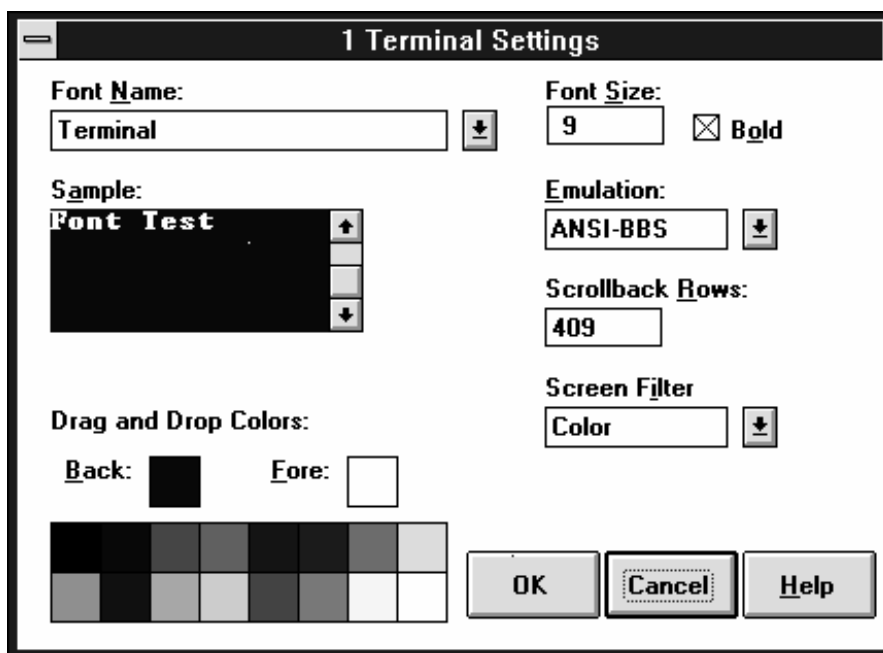 1 Terminal Settings
Font Name:
Terminal
Font Size:
9
Bold
Sample:
Font Test
Emulation:
ANSI-BBS
Scrollback Rows:
409
Screen Filter
Color
Drag and Drop Colors:
Back:
Fore:
OK
Cancel
Help